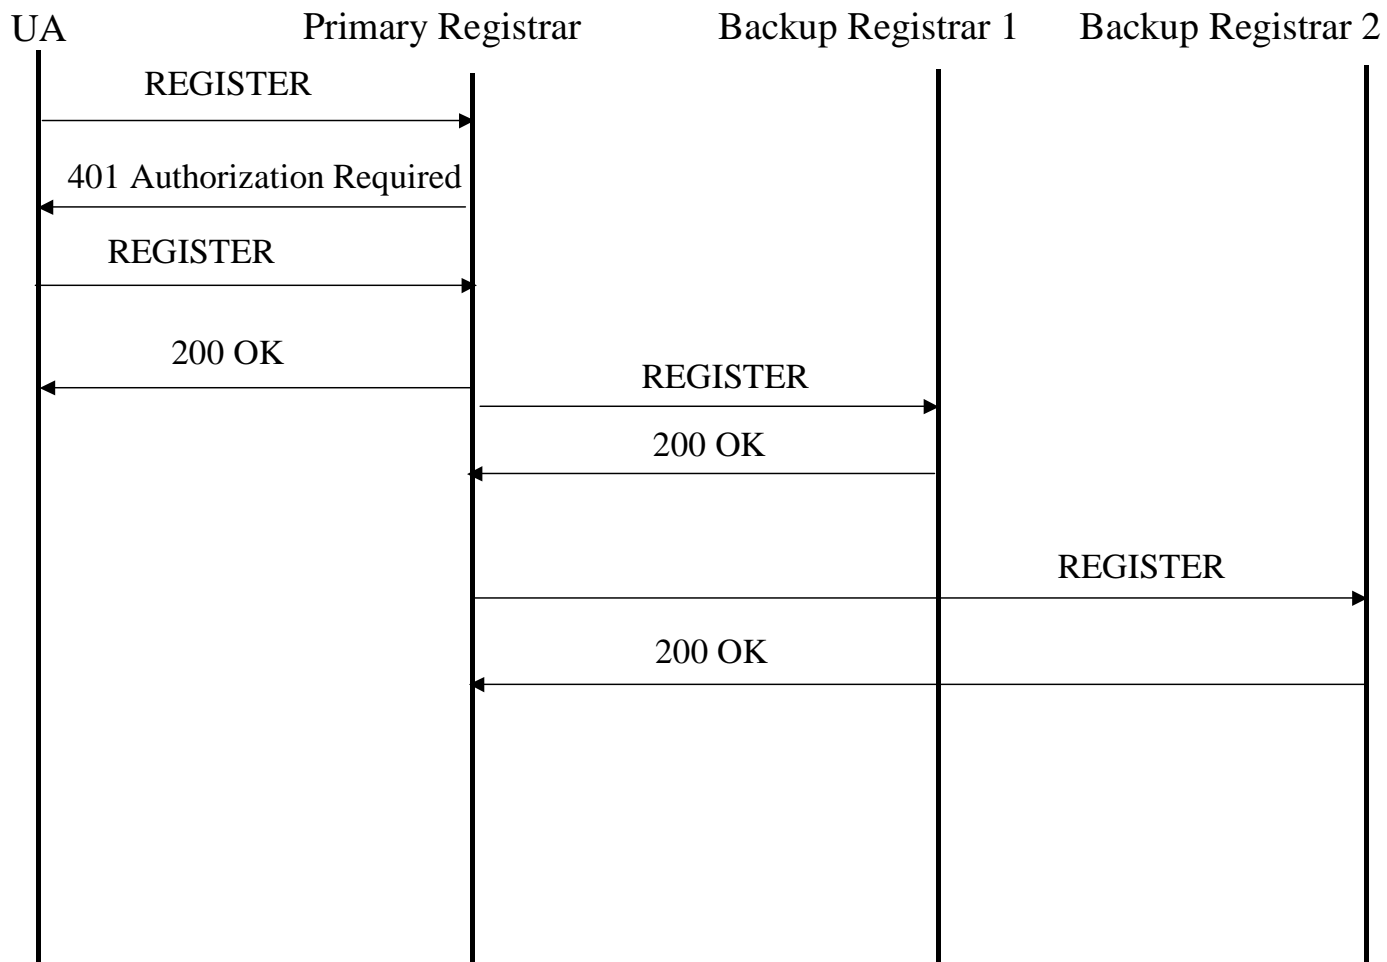 UA Primary Registrar Backup Registrar 1 Backup Registrar 2
REGISTER
401 Authorization Required
REGISTER
200 OK
REGISTER
200 OK
REGISTER
200 OK